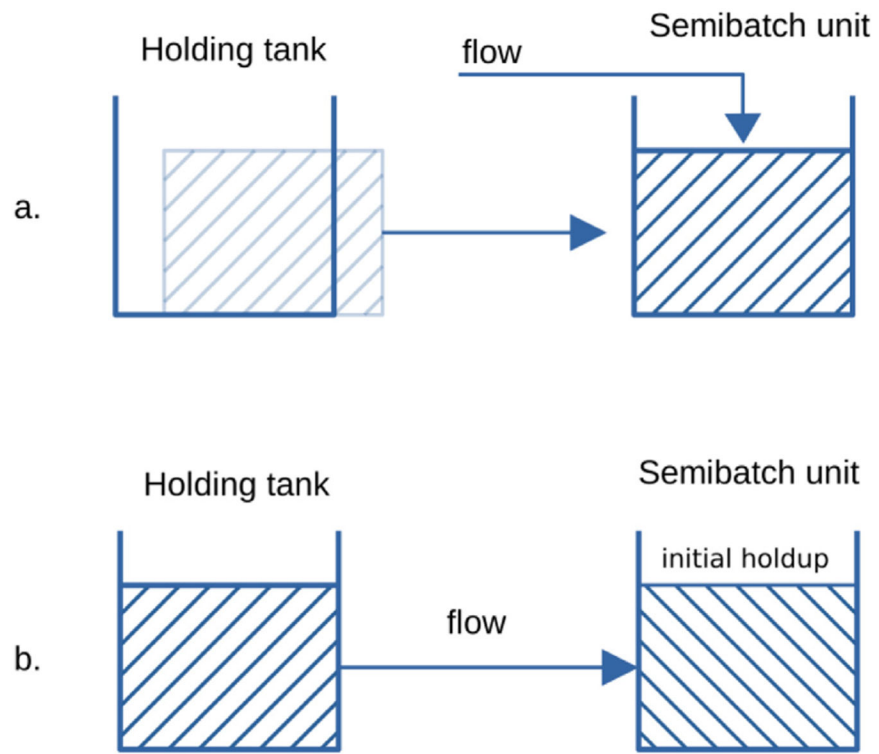 Holding tank
flow
Semibatch unit
a.
Holding tank
Semibatch unit
initial holdup
flow
b.